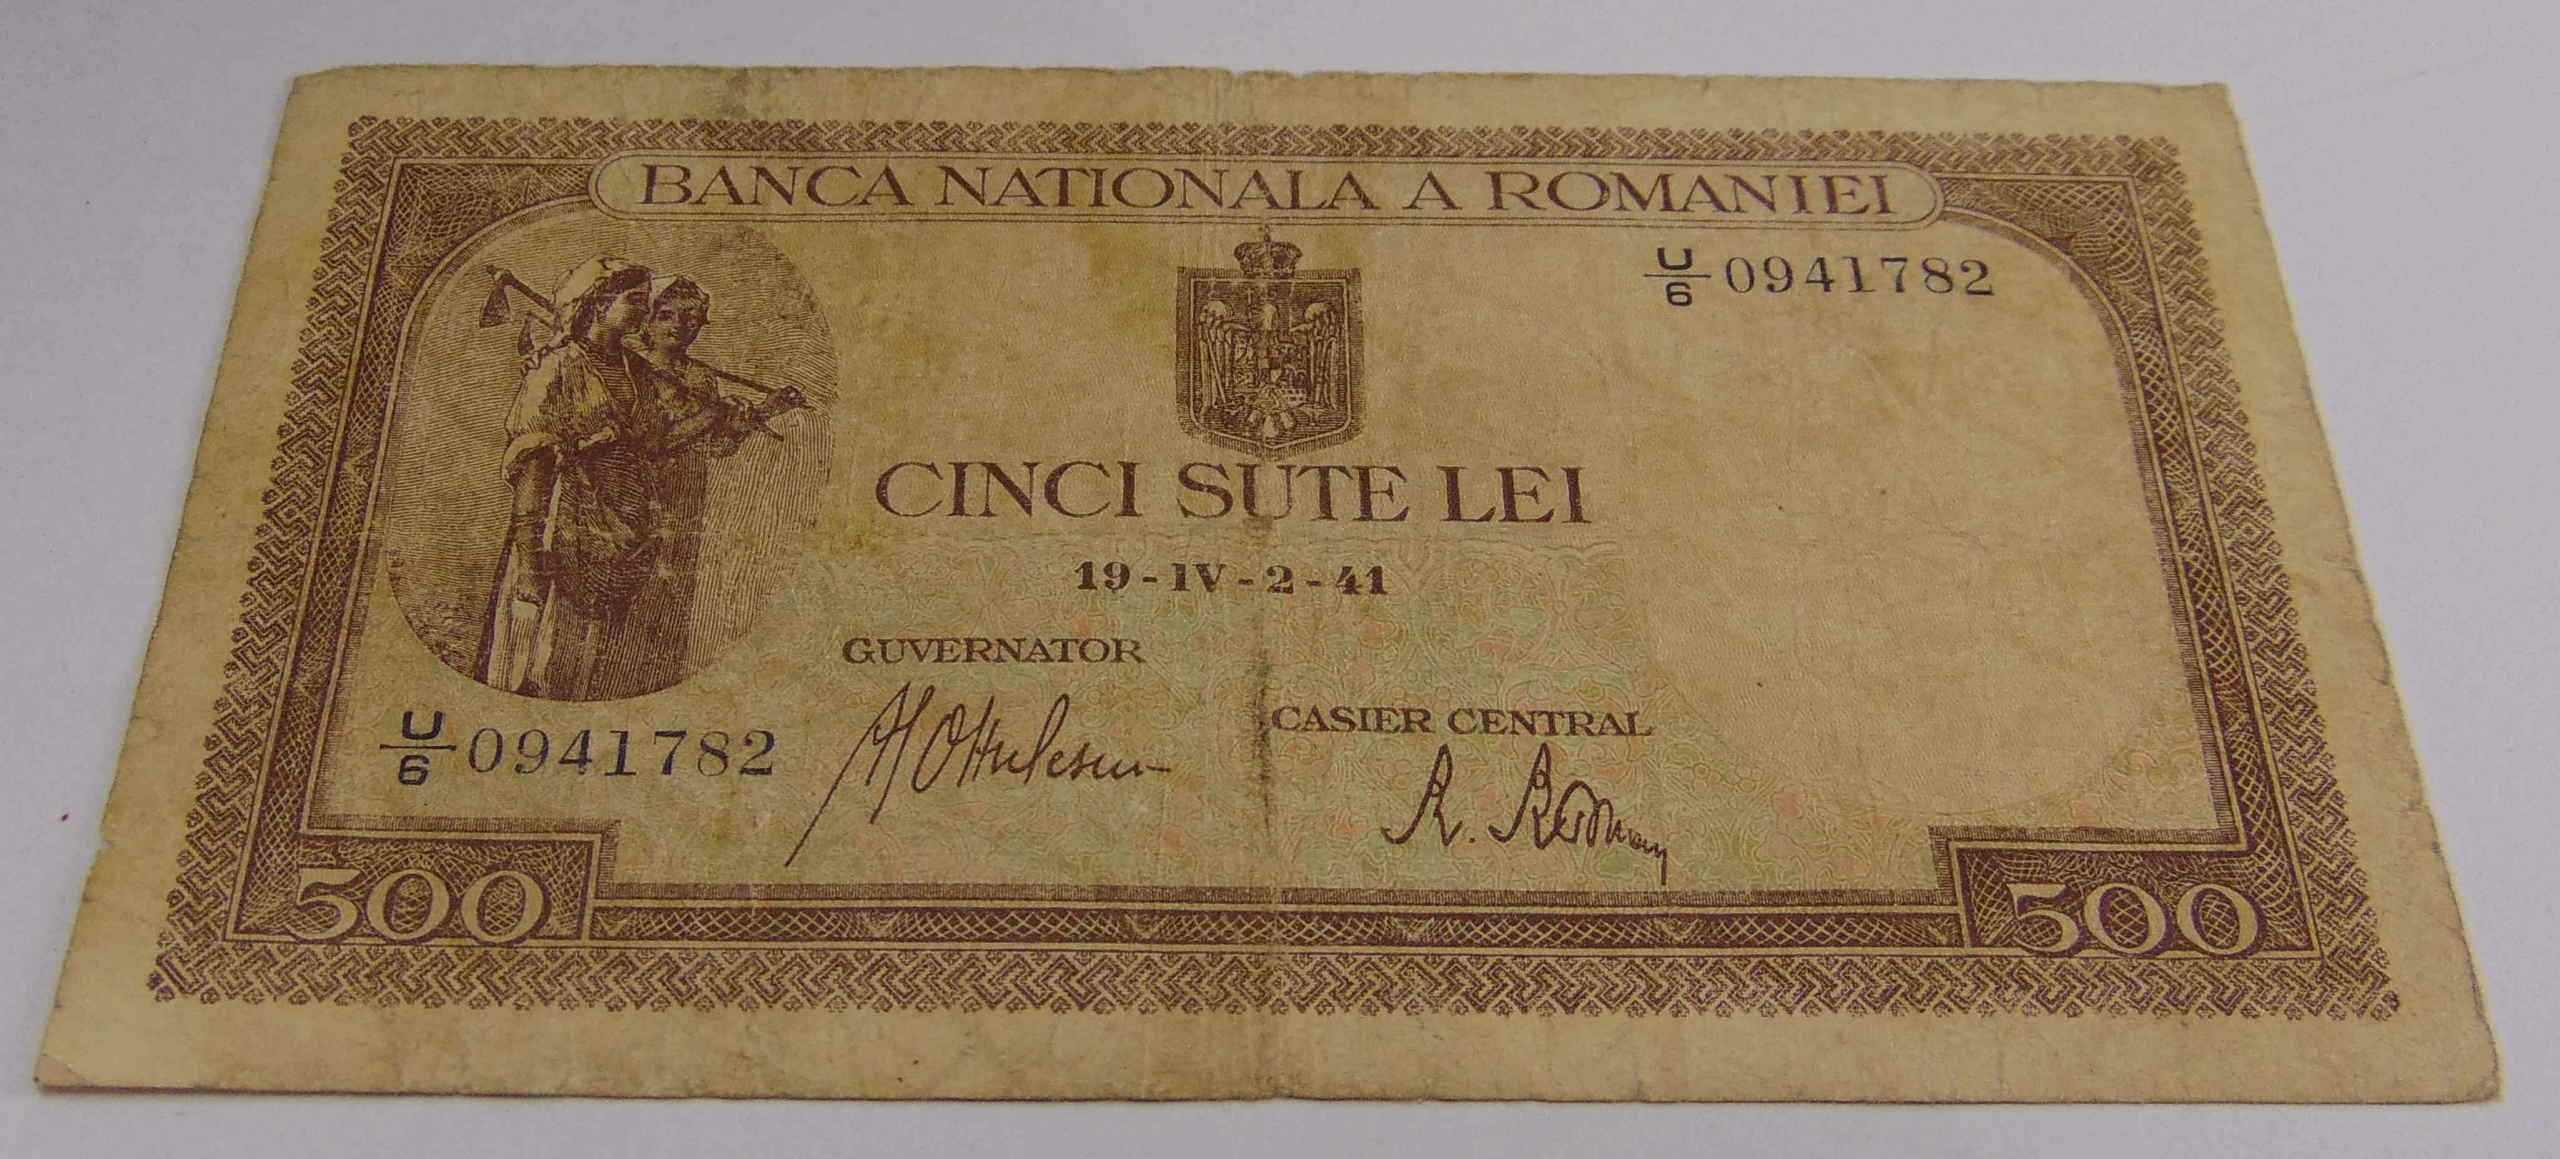 BANCA NATIONALA A ROMANIEI
U/6 0941782
CINCI SUTE LEI
19-IV-2-41
GUVERNATOR
CASIER CENTRAL
U/6 0941782
500
500